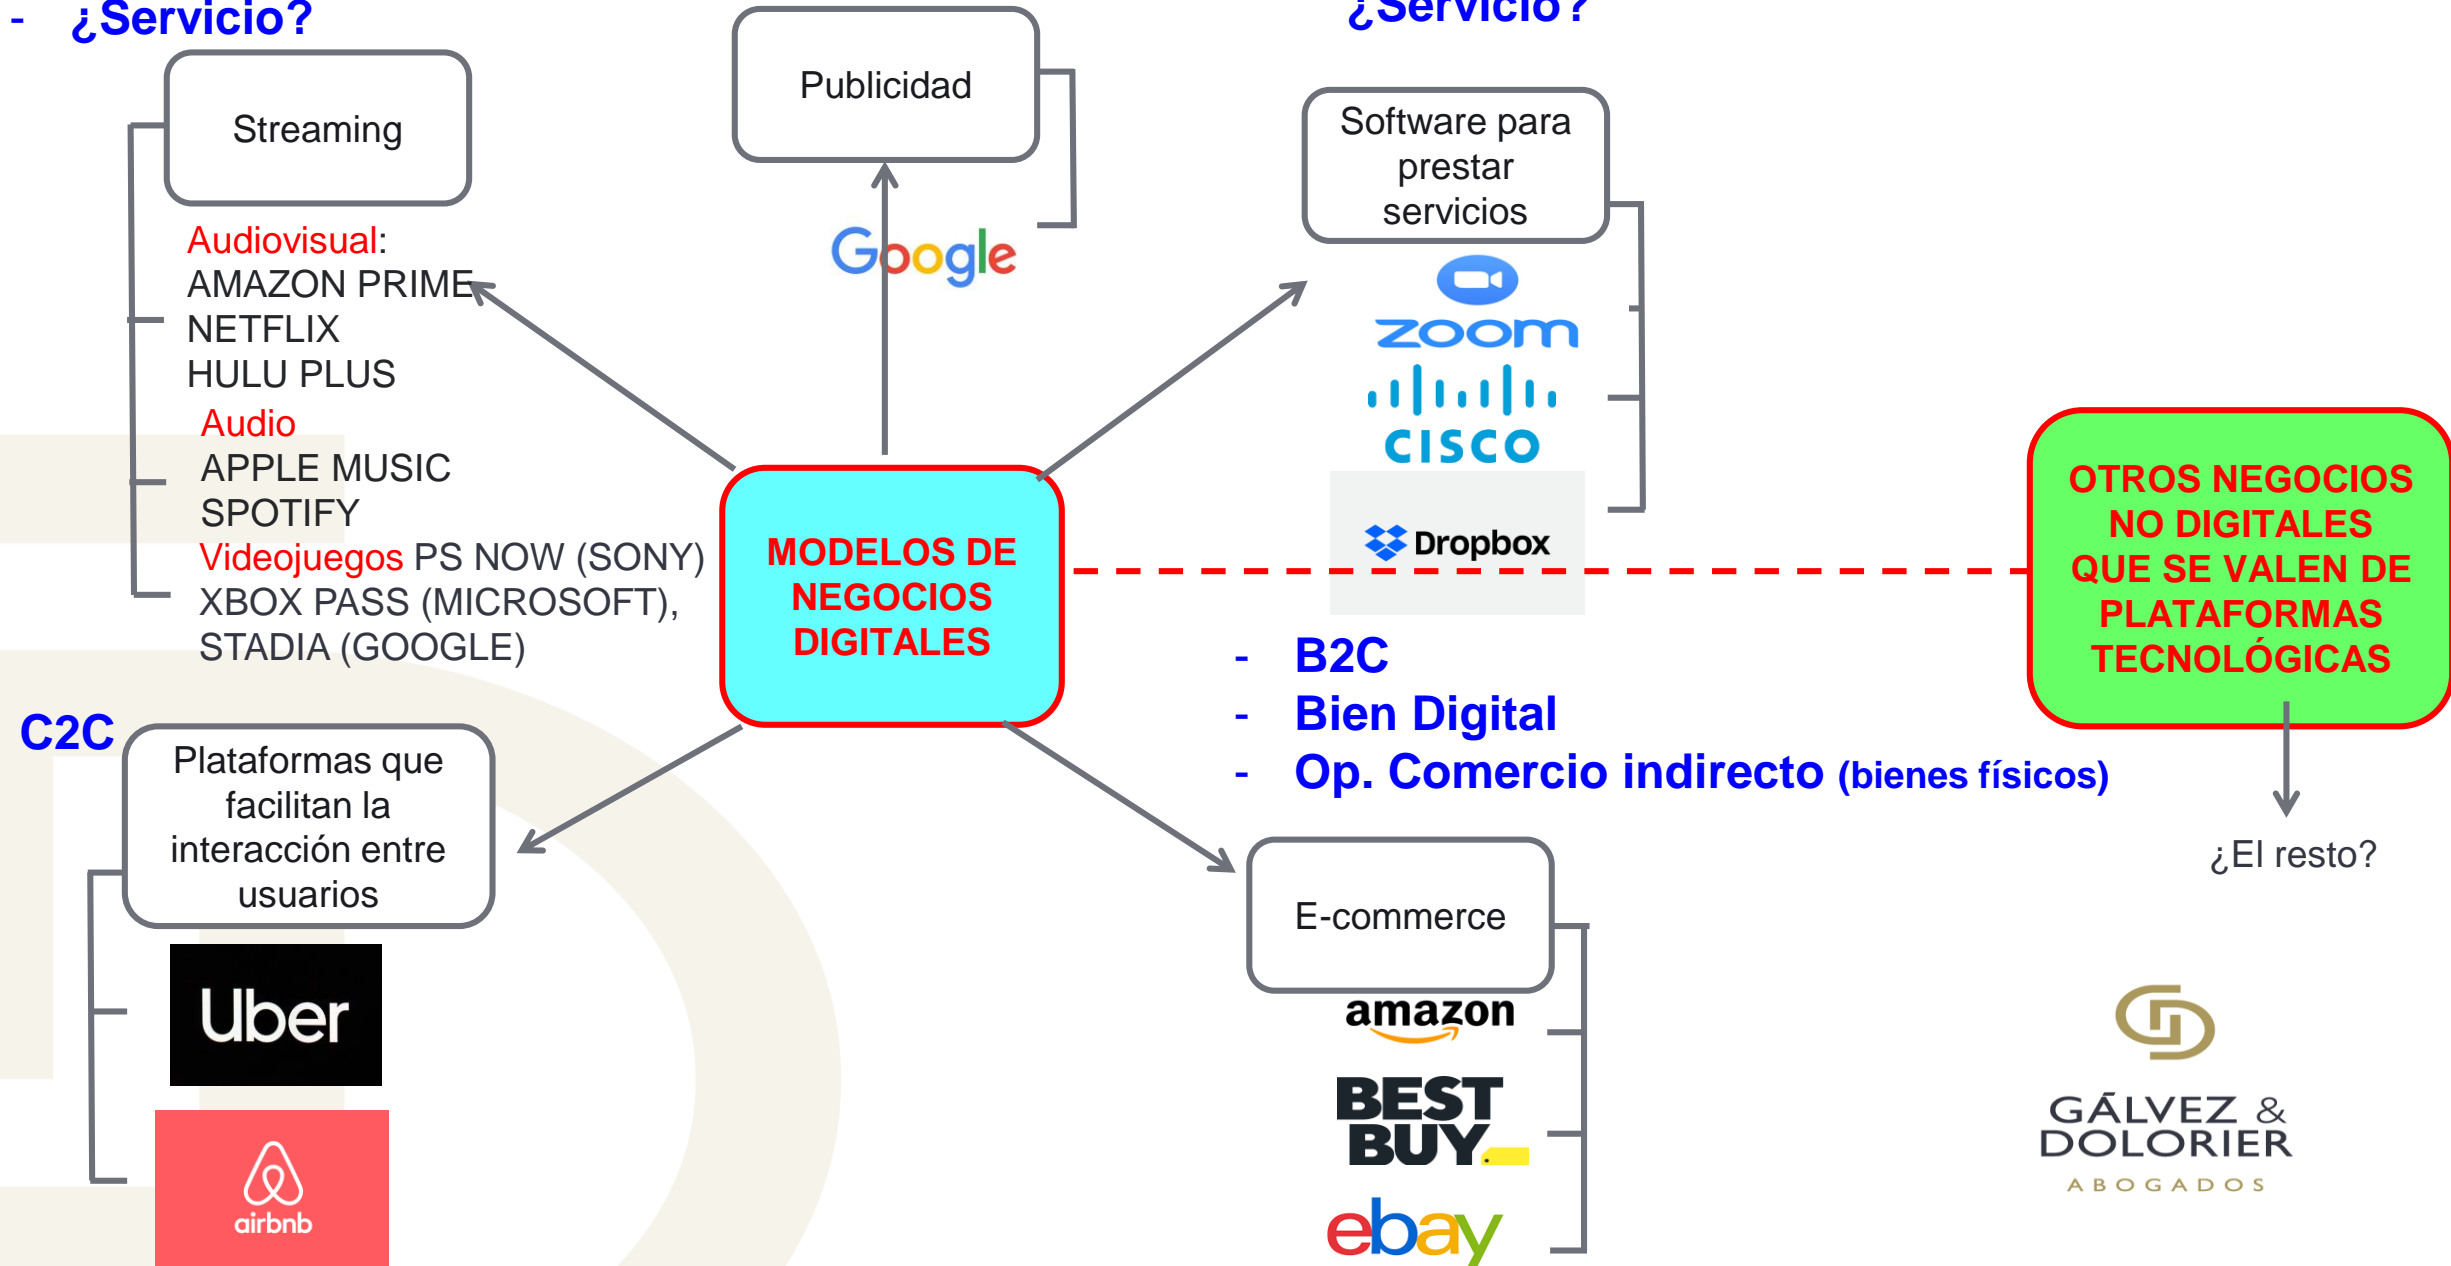 - ¿Servicio?
¿Servicio?
Streaming
Audiovisual:
AMAZON PRIME
NETFLIX
HULU PLUS
Audio
APPLE MUSIC
SPOTIFY
Videojuegos PS NOW (SONY)
XBOX PASS (MICROSOFT),
STADIA (GOOGLE)
Publicidad
Google
Software para
prestar
servicios
zoom
CISCO
Dropbox
MODELOS DE
NEGOCIOS
DIGITALES
OTROS NEGOCIOS
NO DIGITALES
QUE SE VALEN DE
PLATAFORMAS
TECNOLÓGICAS
¿El resto?
- B2C
- Bien Digital
- Op. Comercio indirecto (bienes físicos)
C2C
Plataformas que
facilitan la
interacción entre
usuarios
Uber
airbnb
E-commerce
amazon
BEST
BUY
ebay
GÁLVEZ &
DOLORIER
ABOGADOS